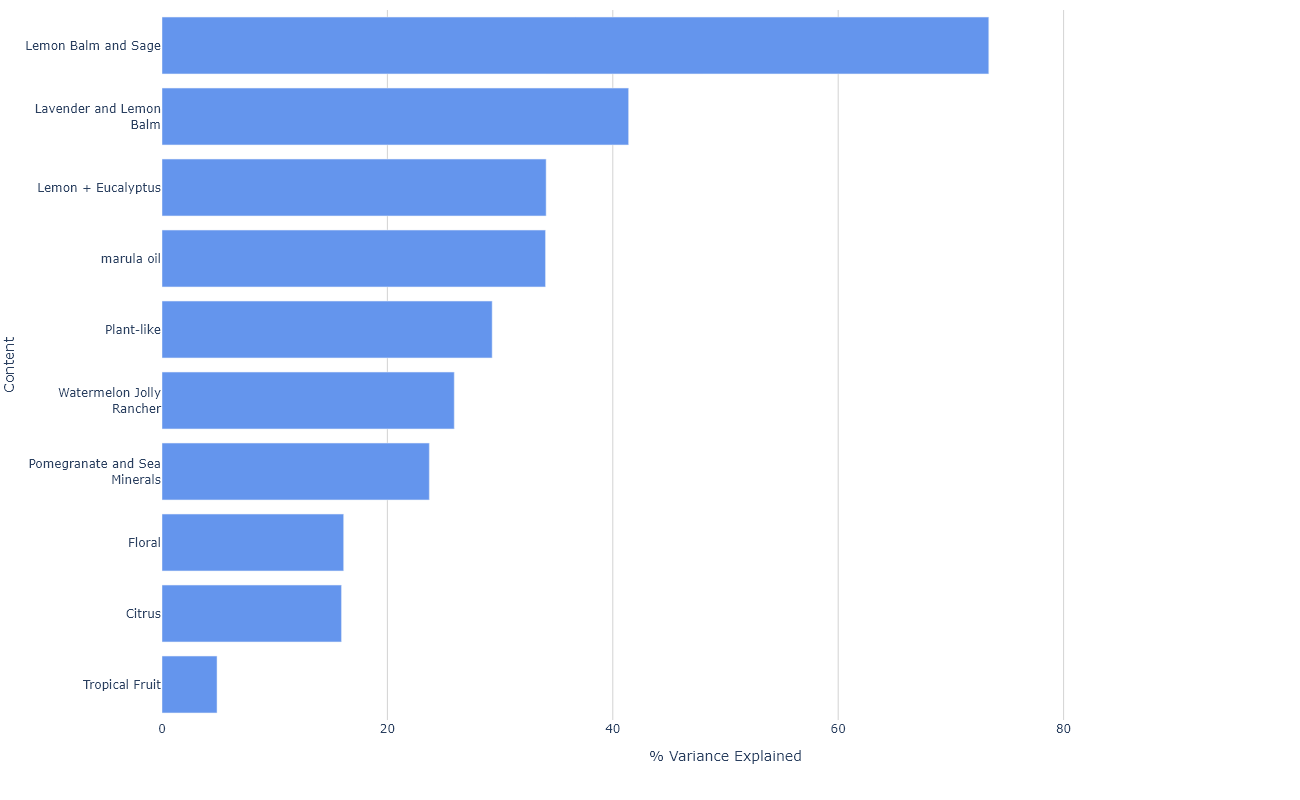 Lemon Balm and Sage
Lavender and Lemon
Balm
Lemon + Eucalyptus
marula oil
Plant-like
Watermelon Jolly
Rancher
Pomegranate and Sea
Minerals
Floral
Citrus
Tropical Fruit
Content
0 20 40 60 80
% Variance Explained